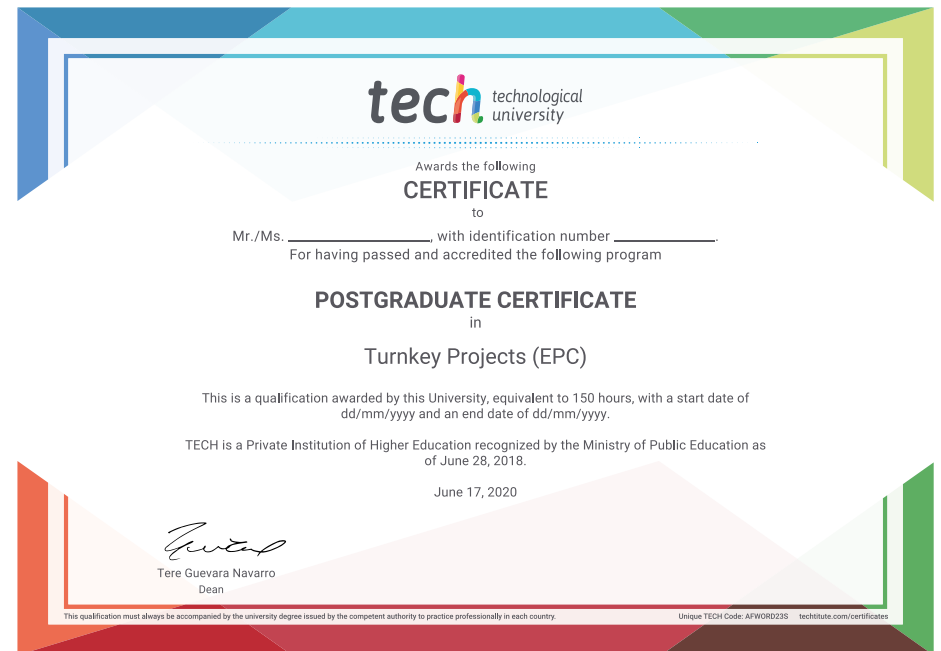 tech technological
university
Awards the following
CERTIFICATE
to
Mr./Ms. ____________________, with identification number ______________.
For having passed and accredited the following program
POSTGRADUATE CERTIFICATE
in
Turnkey Projects (EPC)
This is a qualification awarded by this University, equivalent to 150 hours, with a start date of
dd/mm/yyyy and an end date of dd/mm/yyyy.
TECH is a Private Institution of Higher Education recognized by the Ministry of Public Education as
of June 28, 2018.
June 17, 2020
Tere Guevara Navarro
Dean
This qualification must always be accompanied by the university degree issued by the competent authority to practice professionally in each country.
Unique TECH Code: AFWORD23S techtitute.com/certificates